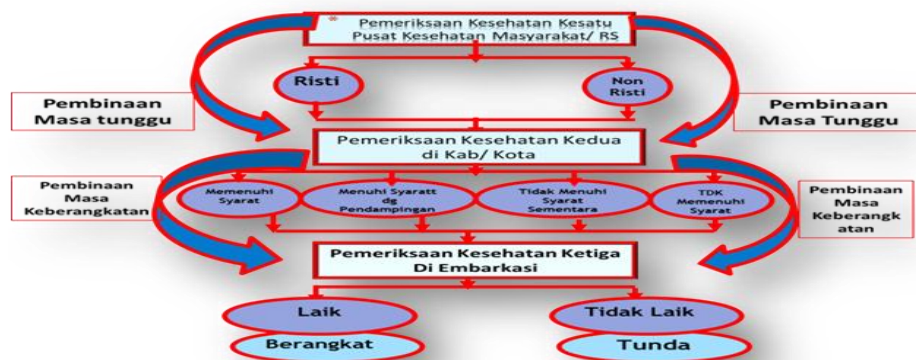 * Pemeriksaan Kesehatan Kesatu
Pusat Kesehatan Masyarakat/ RS
Risti
Non
Risti
Pembinaan
Masa tunggu
Pembinaan
Masa Tunggu
Pemeriksaan Kesehatan Kedua
di Kab/ Kota
Pembinaan
Masa
Keberangkatan
Memenuhi
Syarat
Menuhi Syaratt
dg
Pendampingan
Tidak Menuhi
Syarat
Sementara
TDK
Memenuhi
Syarat
Pembinaan
Masa
Keberangk
atan
Pemeriksaan Kesehatan Ketiga
Di Embarkasi
Laik
Tidak Laik
Berangkat
Tunda